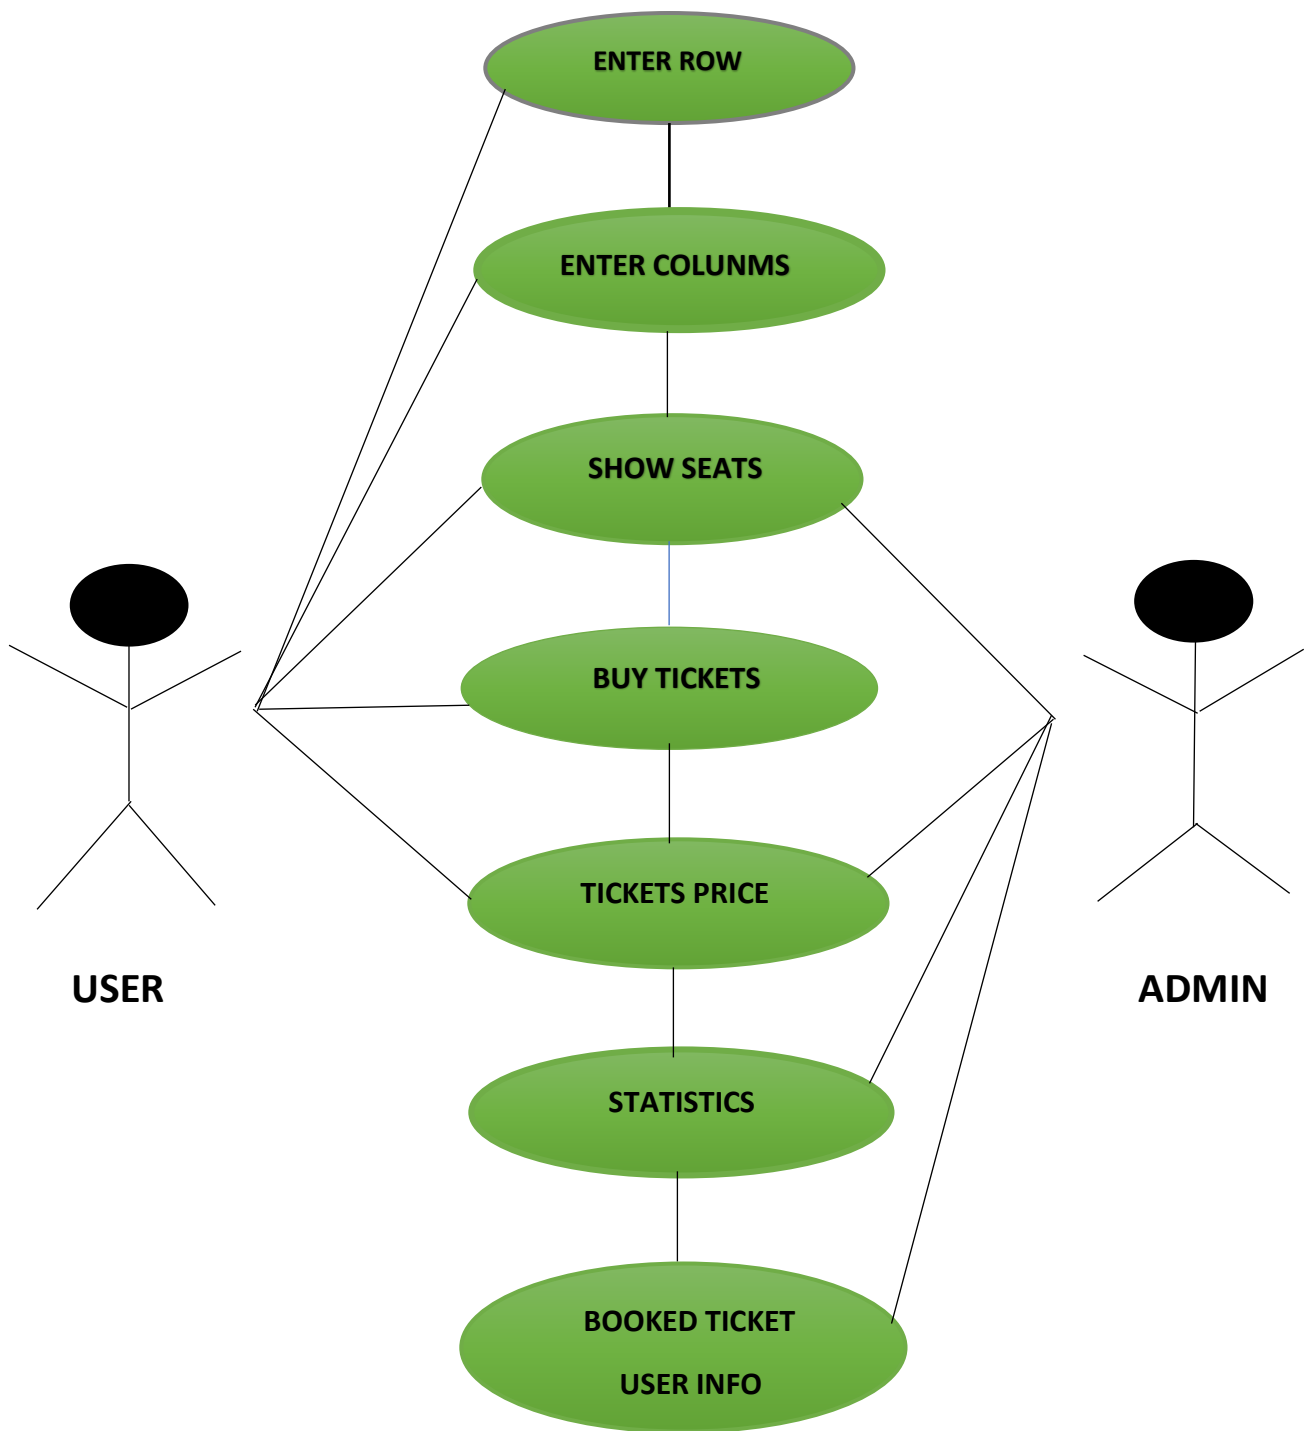 ENTER ROW
ENTER COLUNMS
SHOW SEATS
BUY TICKETS
TICKETS PRICE
USER
ADMIN
STATISTICS
BOOKED TICKET
USER INFO